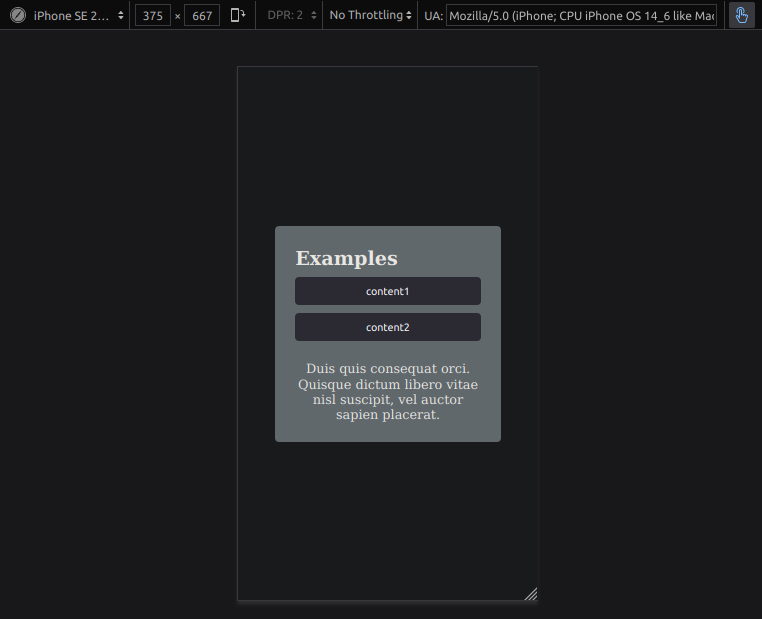 iPhone SE 2... 375 × 667 DPR: 2 No Throttling UA: Mozilla/5.0 (iPhone; CPU iPhone OS 14_6 like Mac
Examples
content1
content2
Duis quis consequat orci.
Quisque dictum libero vitae
nisl suscipit, vel auctor
sapien placerat.